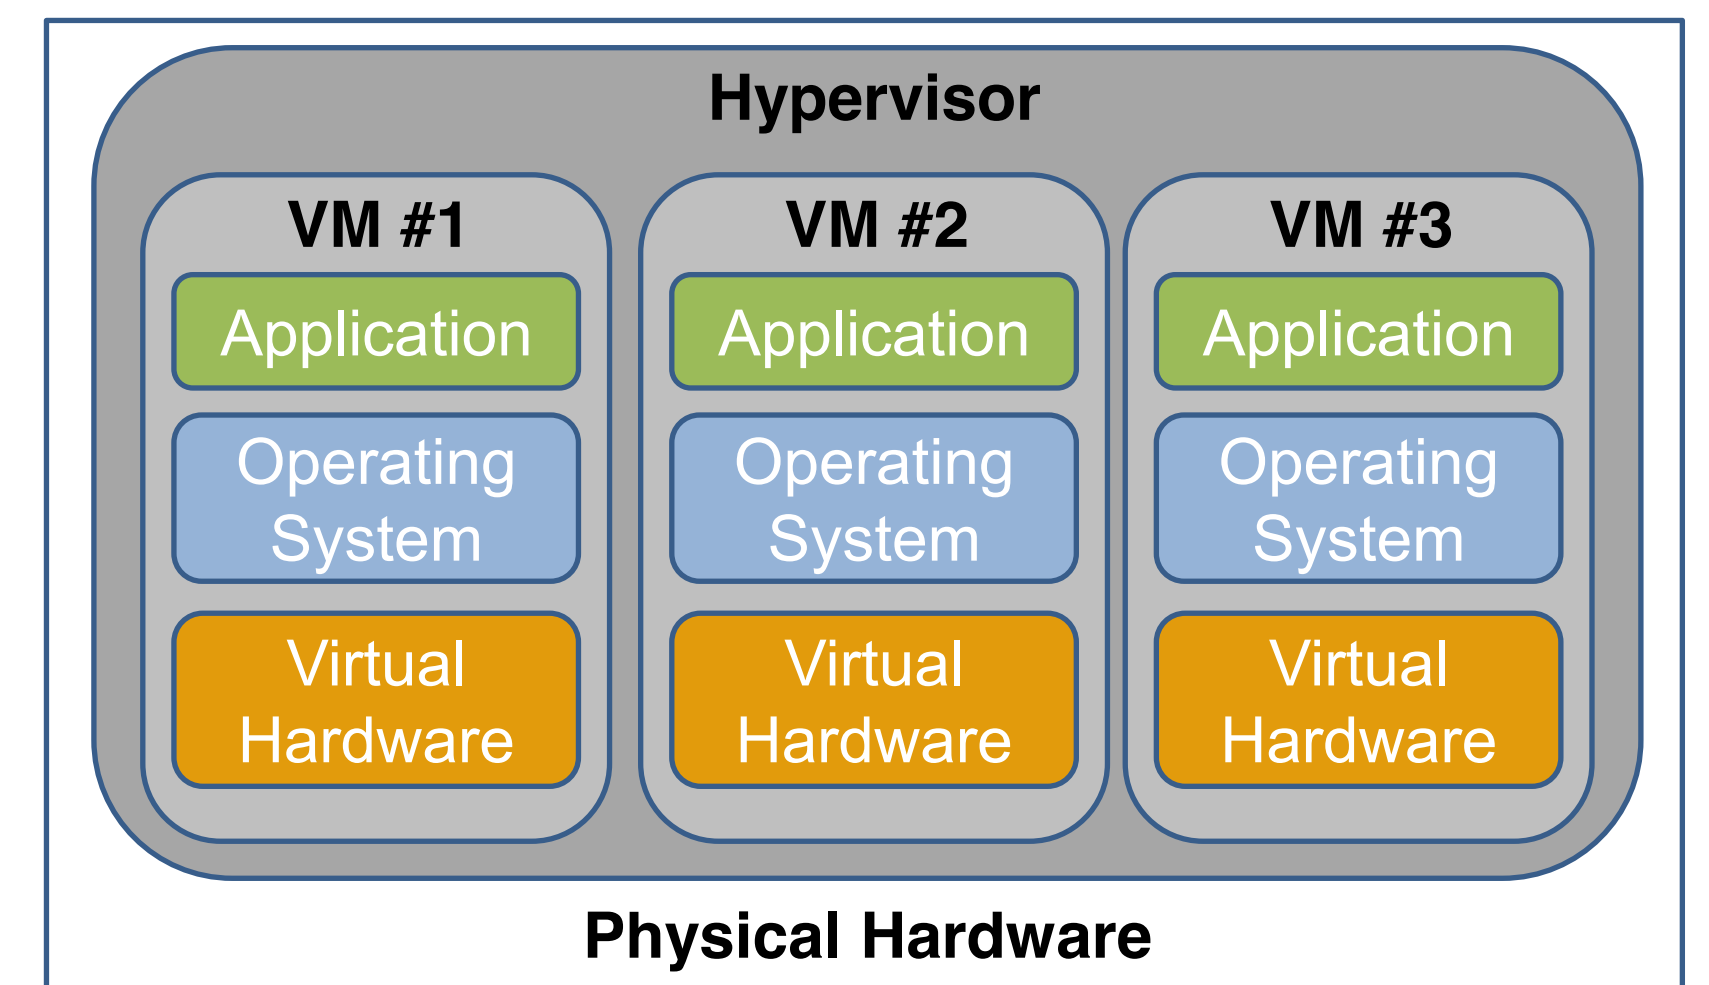 Hypervisor
VM #1
Application
Operating
System
Virtual
Hardware
VM #2
Application
Operating
System
Virtual
Hardware
VM #3
Application
Operating
System
Virtual
Hardware
Physical Hardware